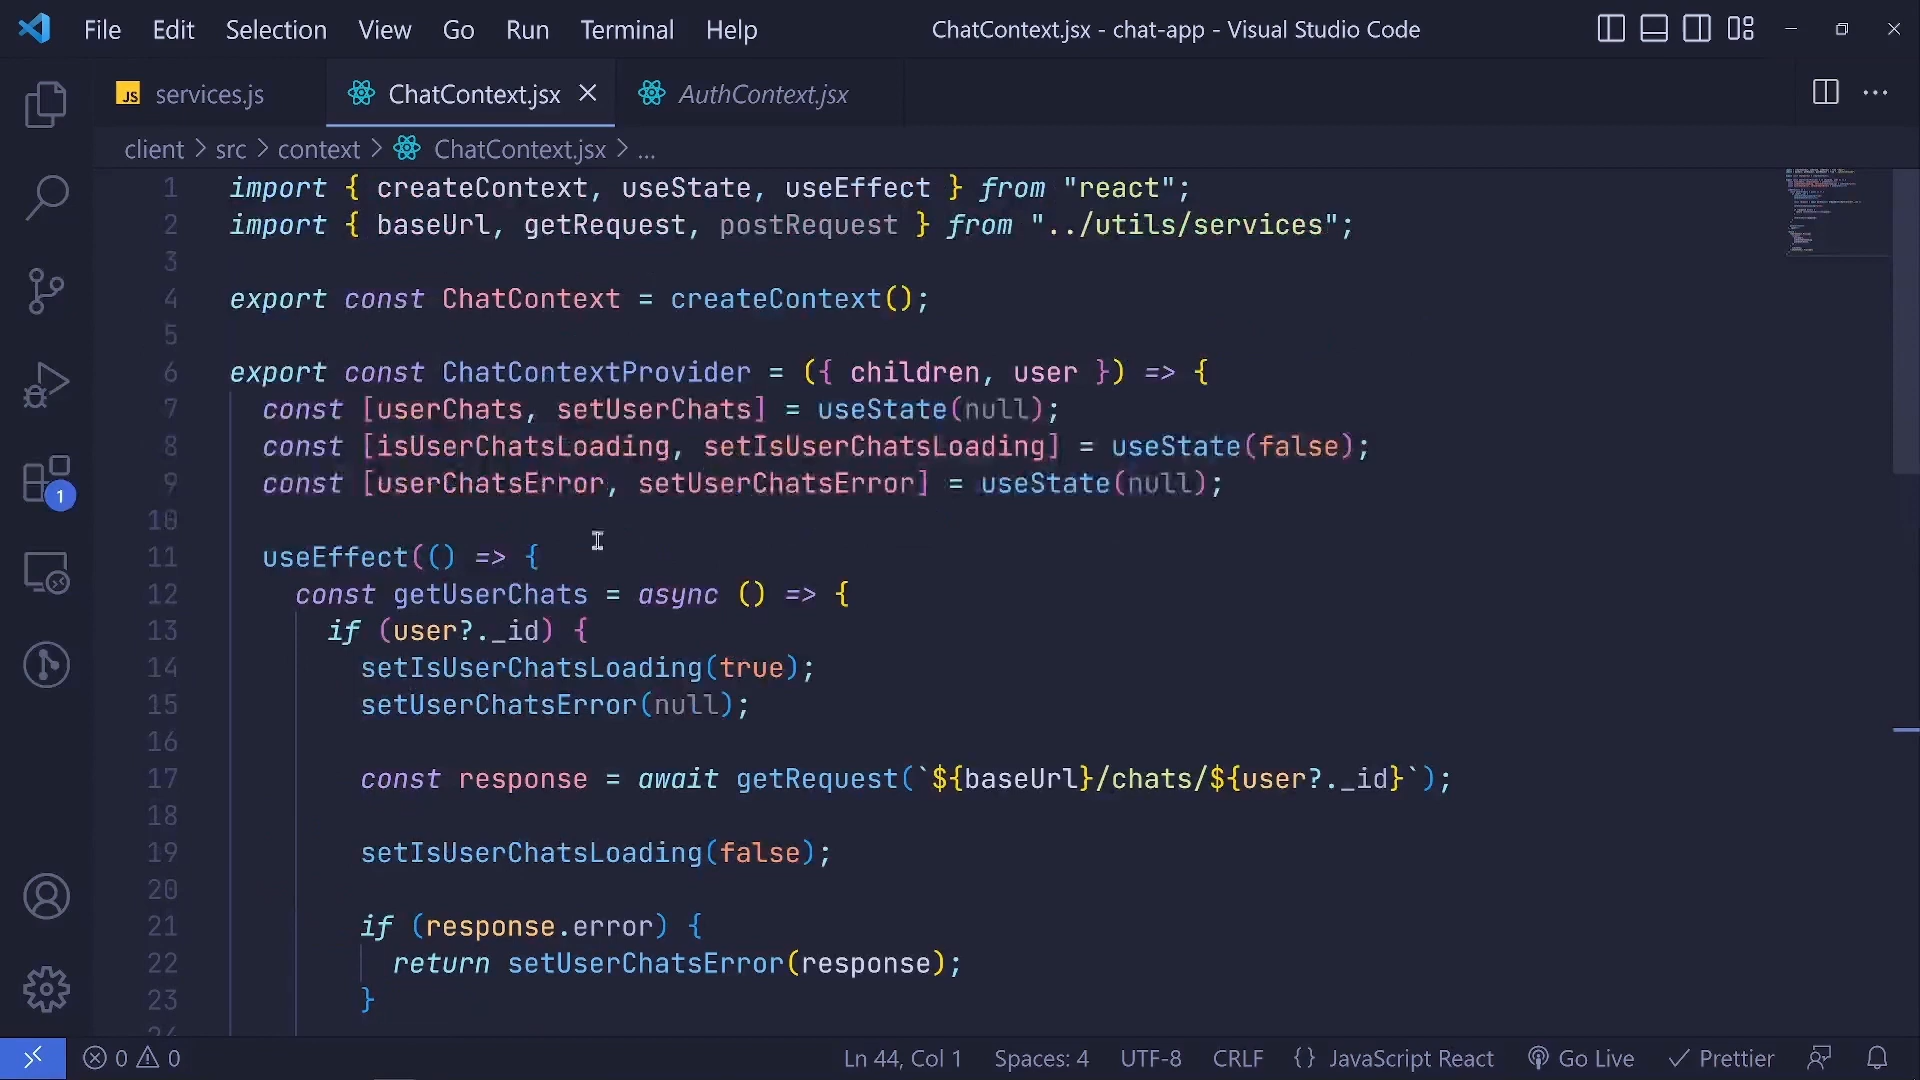 File Edit Selection View Go Run Terminal Help ChatContext.jsx - chat-app - Visual Studio Code
JS services.js ChatContext.jsx AuthContext.jsx
client > src > context > ChatContext.jsx > ...
1 import { createContext, useState, useEffect } from "react";
2 import { baseUrl, getRequest, postRequest } from "../utils/services";
3
4 export const ChatContext = createContext();
5
6 export const ChatContextProvider = ({ children, user }) => {
7 const [userChats, setUserChats] = useState(null);
8 const [isUserChatsLoading, setIsUserChatsLoading] = useState(false);
9 const [userChatsError, setUserChatsError] = useState(null);
10
11 useEffect(() => {
12 const getUserChats = async () => {
13 if (user?._id) {
14 setIsUserChatsLoading(true);
15 setUserChatsError(null);
16
17 const response = await getRequest(`${baseUrl}/chats/${user?._id}`);
18
19 setIsUserChatsLoading(false);
20
21 if (response.error) {
22 return setUserChatsError(response);
23 }
1
0 0 Ln 44, Col 1 Spaces: 4 UTF-8 CRLF {} JavaScript React Go Live Prettier